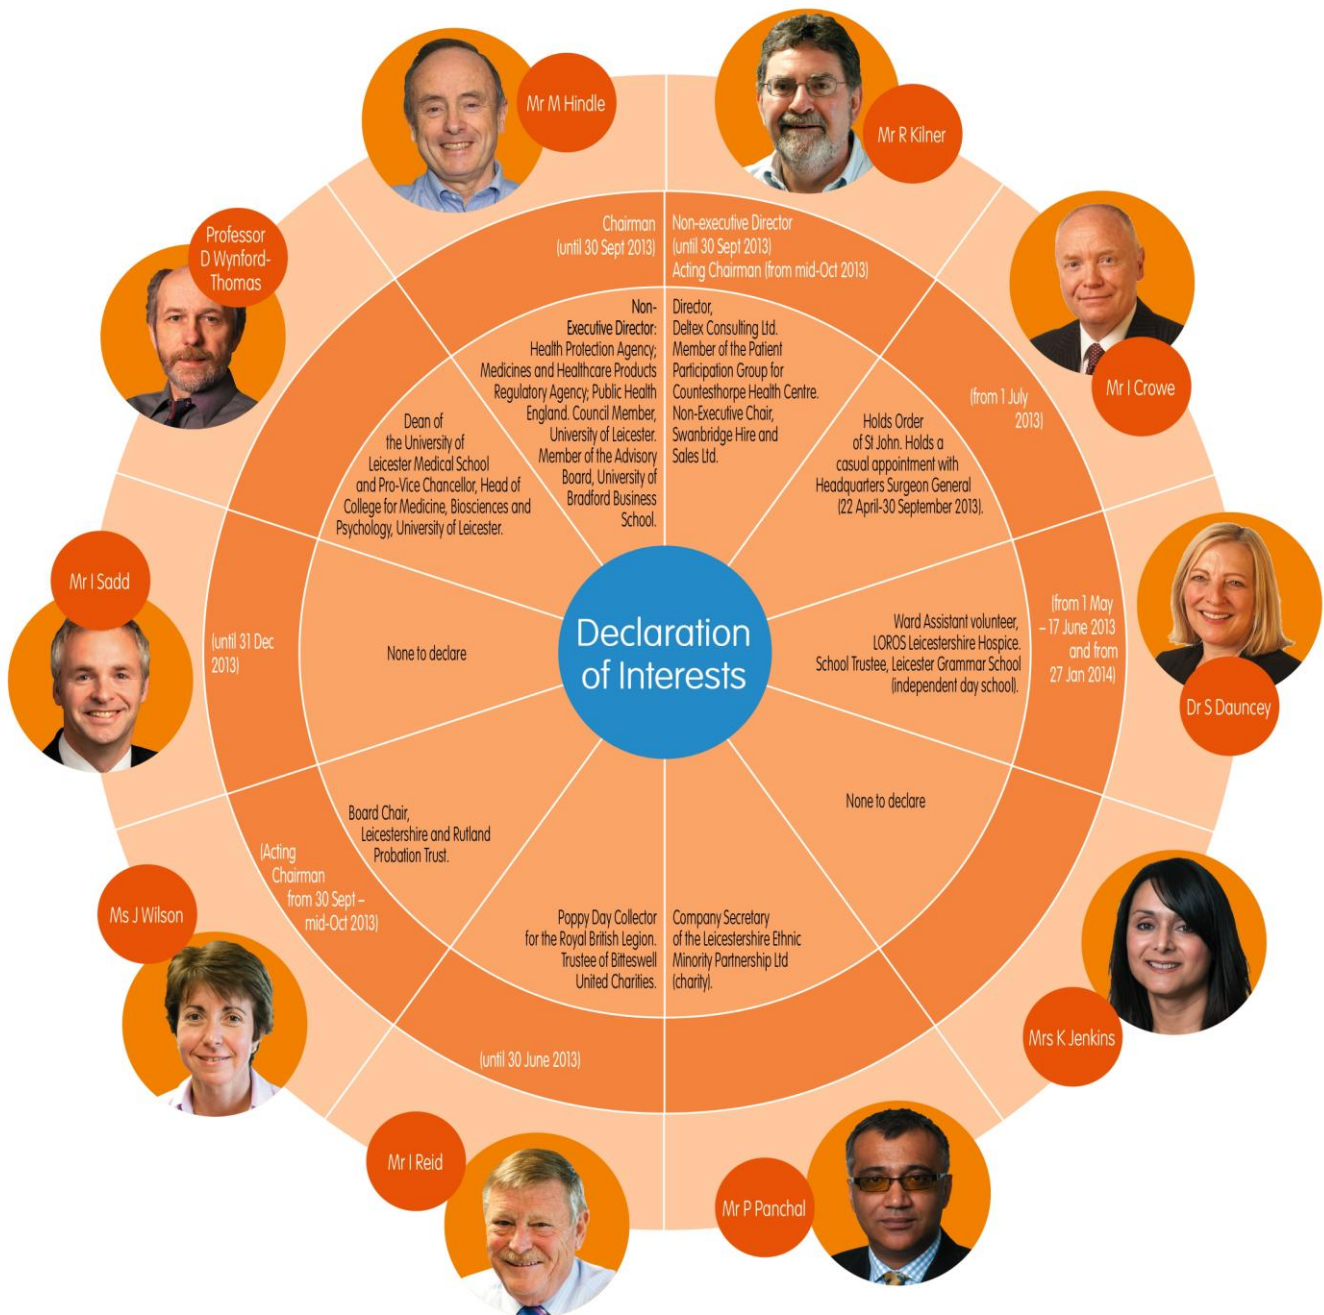 Mr M Hindle
Chairman
(until 30 Sept 2013)
Non-
Executive Director:
Health Protection Agency;
Medicines and Healthcare Products
Regulatory Agency; Public Health
England. Council Member,
University of Leicester.
Member of the Advisory
Board, University of
Bradford Business
School.
Mr R Kilner
Non-executive Director
(until 30 Sept 2013)
Acting Chairman (from mid-Oct 2013)
Director,
Deltex Consulting Ltd.
Member of the Patient
Participation Group for
Countesthorpe Health Centre.
Non-Executive Chair,
Swanbridge Hire and
Sales Ltd.
Mr I Crowe
(from 1 July
2013)
Holds Order
of St John. Holds a
casual appointment with
Headquarters Surgeon General
(22 April-30 September 2013).
Dr S Dauncey
(from 1 May
– 17 June 2013
and from
27 Jan 2014)
Ward Assistant volunteer,
LOROS Leicestershire Hospice.
School Trustee, Leicester Grammar School
(independent day school).
Mrs K Jenkins
None to declare
Mr P Panchal
Company Secretary
of the Leicestershire Ethnic
Minority Partnership Ltd
(charity).
Mr I Reid
(until 30 June 2013)
Poppy Day Collector
for the Royal British Legion.
Trustee of Bitteswell
United Charities.
Ms J Wilson
(Acting
Chairman
from 30 Sept –
mid-Oct 2013)
Board Chair,
Leicestershire and Rutland
Probation Trust.
Mr I Sadd
(until 31 Dec
2013)
None to declare
Professor
D Wynford-
Thomas
Dean of
the University of
Leicester Medical School
and Pro-Vice Chancellor, Head of
College for Medicine, Biosciences and
Psychology, University of Leicester.
Declaration
of Interests